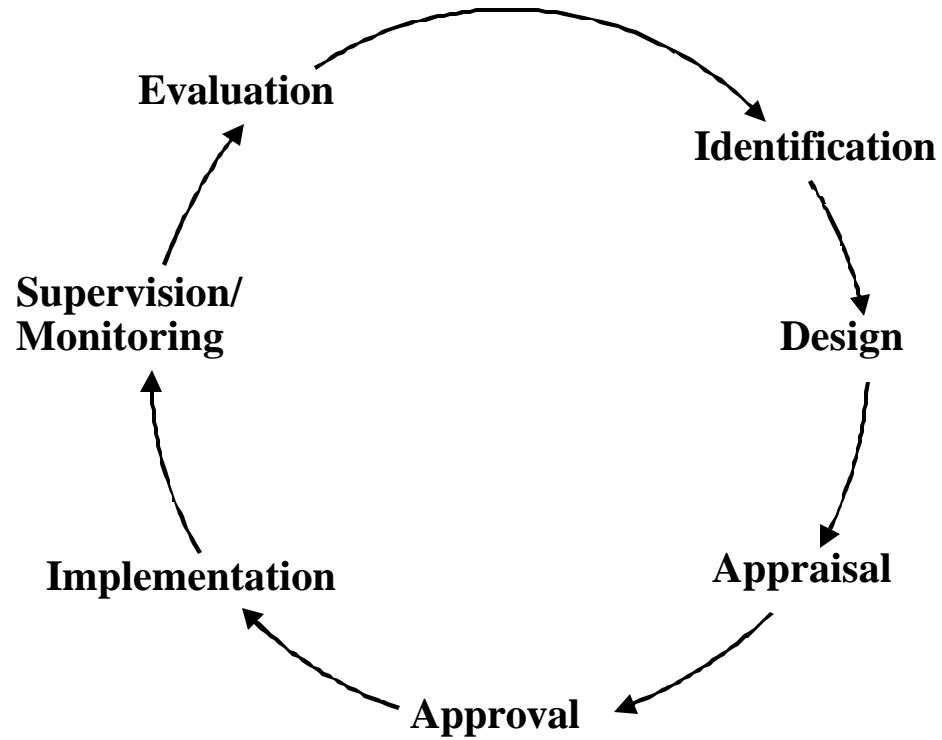 Evaluation
Identification
Supervision/
Monitoring
Design
Implementation
Appraisal
Approval